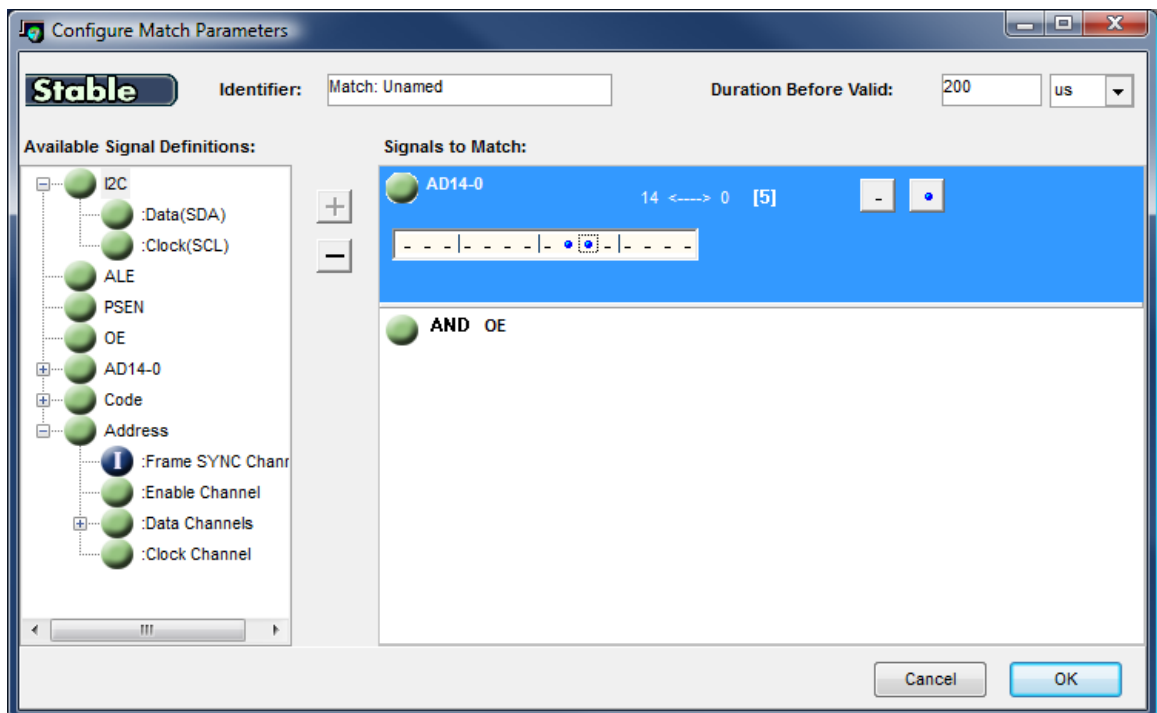 Configure Match Parameters
Stable Identifier: Match: Unamed Duration Before Valid: 200 us
Available Signal Definitions: Signals to Match:
I2C
:Data(SDA)
:Clock(SCL)
ALE
PSEN
OE
AD14-0
Code
Address
I :Frame SYNC Chanr
:Enable Channel
:Data Channels
:Clock Channel
AD14-0
14 <----> 0 [5] -
- - -|- - - -|- -|- - - -
AND OE
Cancel OK